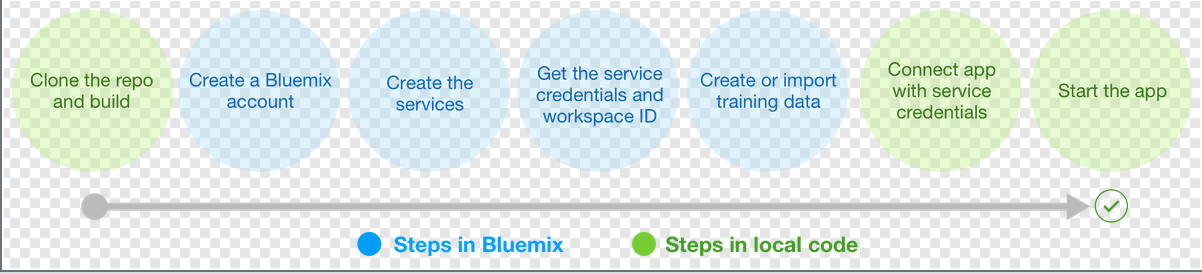 Clone the repo
and build
Create a Bluemix
account
Create the
services
Get the service
credentials and
workspace ID
Create or import
training data
Connect app
with service
credentials
Start the app
Steps in Bluemix
Steps in local code